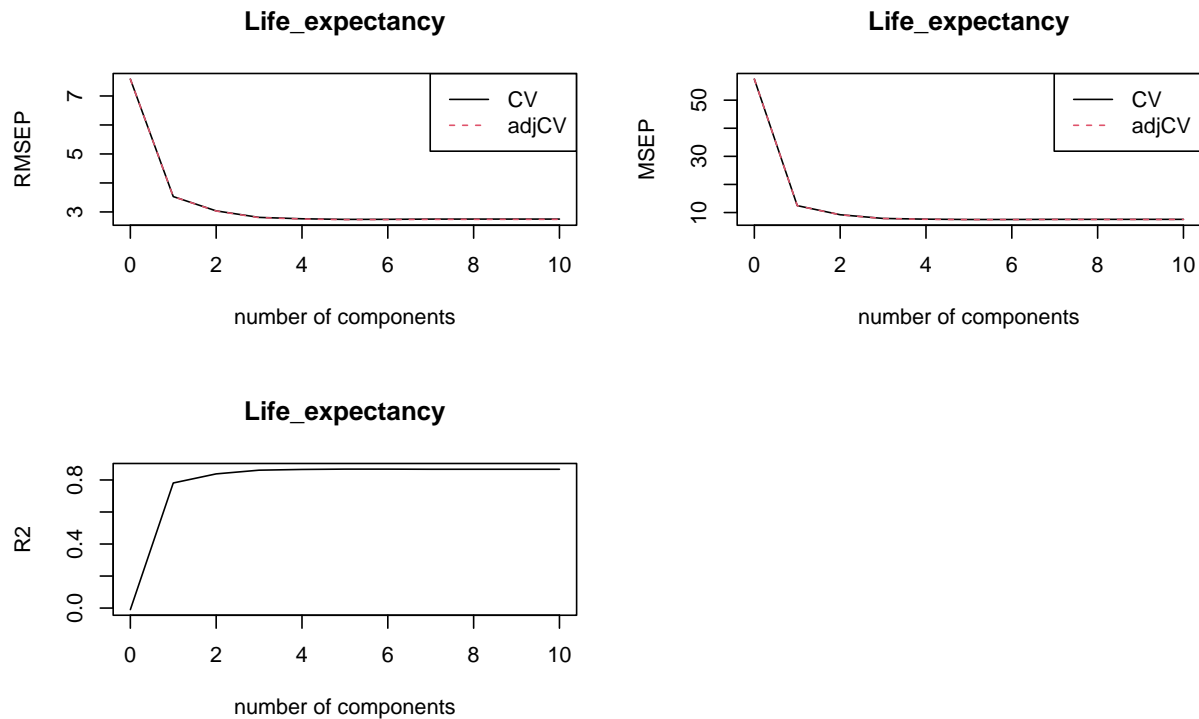 Life_expectancy
RMSEP
7
5
3
CV
adjCV
0 2 4 6 8 10
number of components
Life_expectancy
MSEP
50
30
10
CV
adjCV
0 2 4 6 8 10
number of components
Life_expectancy
R2
0.8
0.4
0.0
0 2 4 6 8 10
number of components